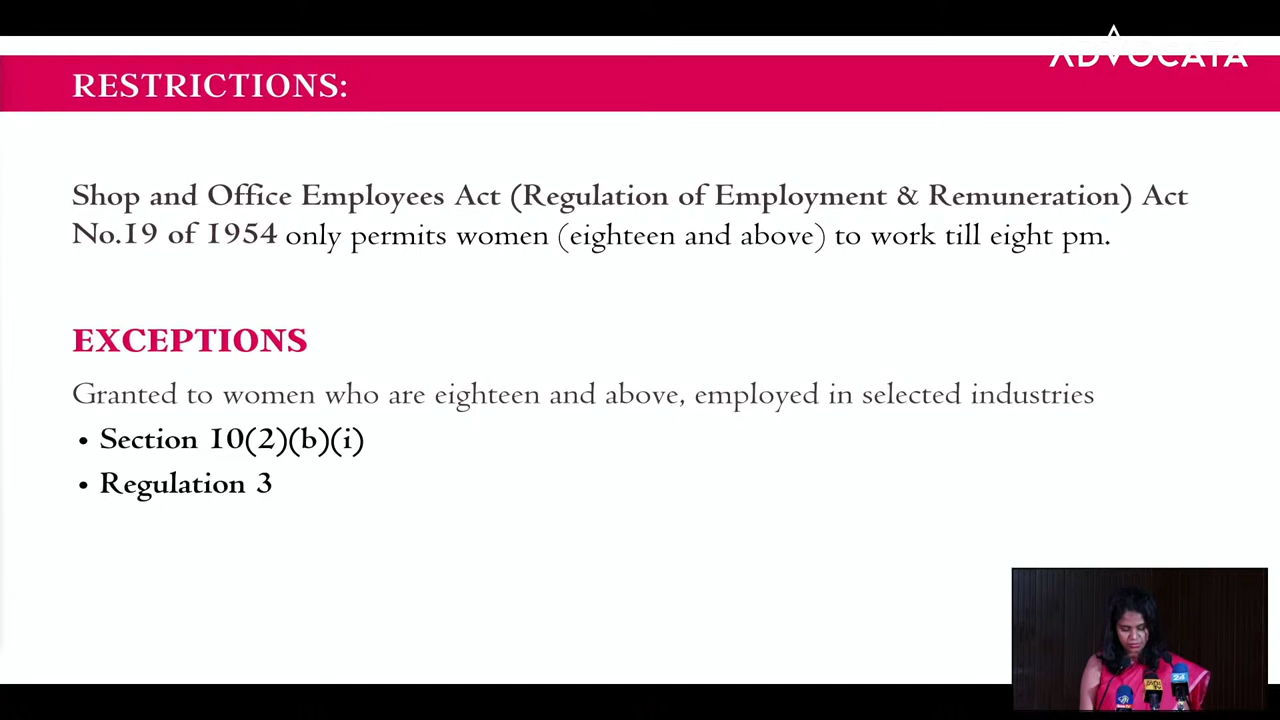 ADVOCATA
RESTRICTIONS:
Shop and Office Employees Act (Regulation of Employment & Remuneration) Act
No.19 of 1954 only permits women (eighteen and above) to work till eight pm.
EXCEPTIONS
Granted to women who are eighteen and above, employed in selected industries
• Section 10(2)(b)(i)
• Regulation 3
24